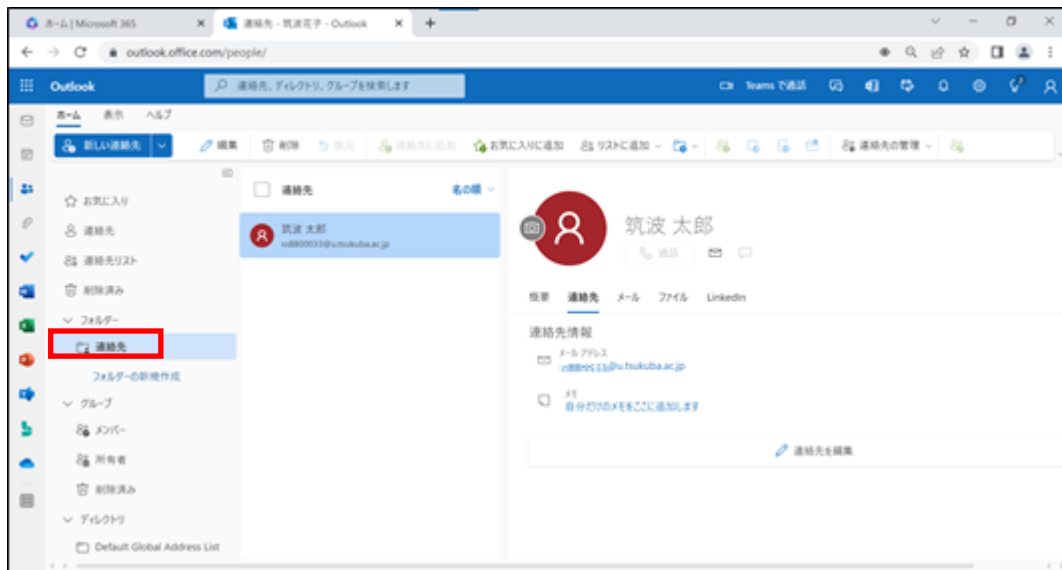 ホーム | Microsoft 365
連絡先 - 筑波花子 - Outlook
outlook.office.com/people/
Outlook
連絡先、ディレクトリ、グループを検索します
Teams で通話
ホーム 表示 ヘルプ
新しい連絡先 編集 削除 復元 連絡先に追加 お気に入りに追加 リストに追加 連絡先の管理
お気に入り
連絡先
連絡先リスト
削除済み
フォルダー
連絡先
フォルダーの新規作成
グループ
メンバー
所有者
削除済み
ディレクトリ
Default Global Address List
連絡先 名の順
筑波 太郎
筑波 太郎
通話
概要 連絡先 メール ファイル LinkedIn
連絡先情報
メール アドレス
メモ
自分だけのメモをここに追加します
連絡先を編集